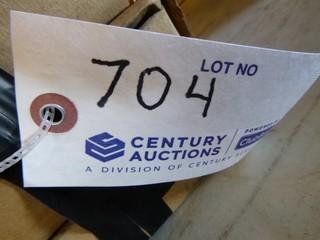 704 LOT NO
CENTURY
AUCTIONS
A DIVISION OF CENTURY